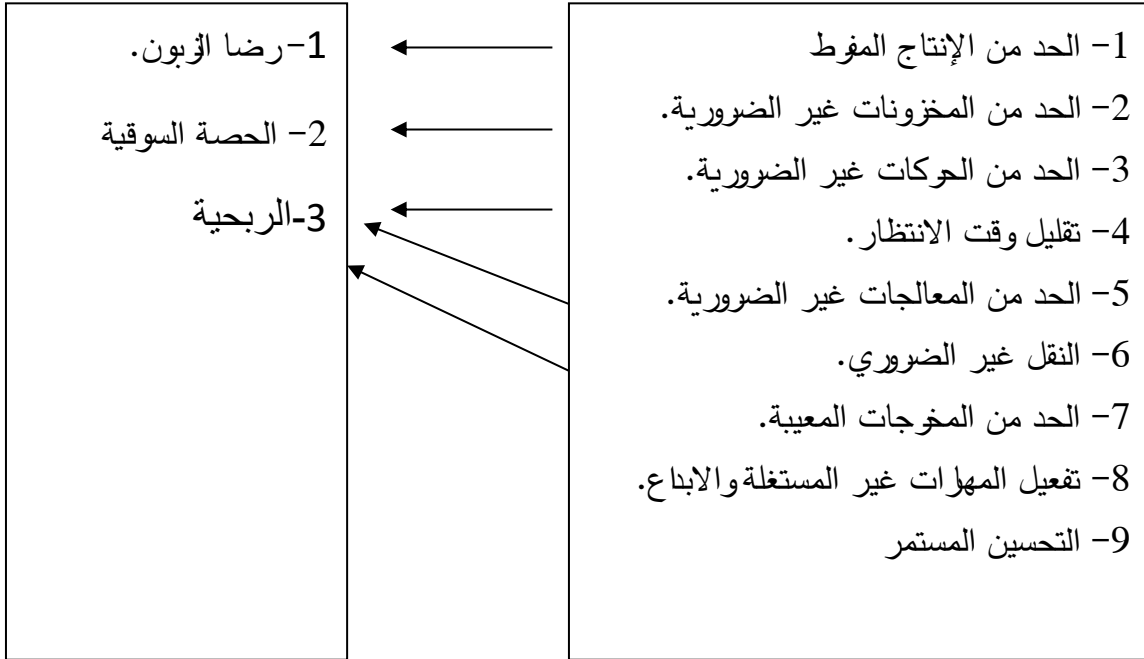 1- الحد من الإنتاج المفرط
2- الحد من المخزونات غير الضرورية.
3- الحد من الحركات غير الضرورية.
4- تقليل وقت الانتظار.
5- الحد من المعالجات غير الضرورية.
6- النقل غير الضروري.
7- الحد من المخرجات المعيبة.
8- تفعيل المهارات غير المستغلة والابداع.
9- التحسين المستمر
1-رضا الزبون.
2- الحصة السوقية
3-الربحية